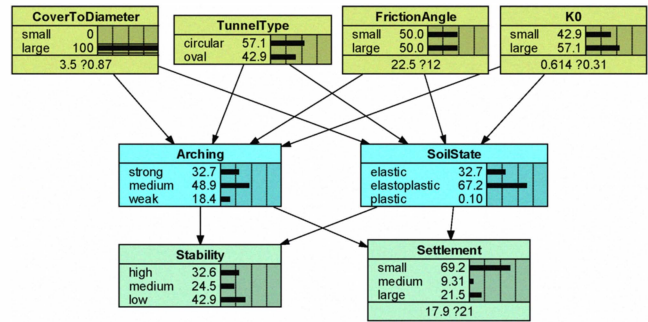 CoverToDiameter
small 0
large 100
3.5 ?0.87
TunnelType
circular 57.1
oval 42.9
FrictionAngle
small 50.0
large 50.0
22.5 ?12
K0
small 42.9
large 57.1
0.614 ?0.31
Arching
strong 32.7
medium 48.9
weak 18.4
SoilState
elastic 32.7
elastoplastic 67.2
plastic 0.10
Stability
high 32.6
medium 24.5
low 42.9
Settlement
small 69.2
medium 9.31
large 21.5
17.9 ?21